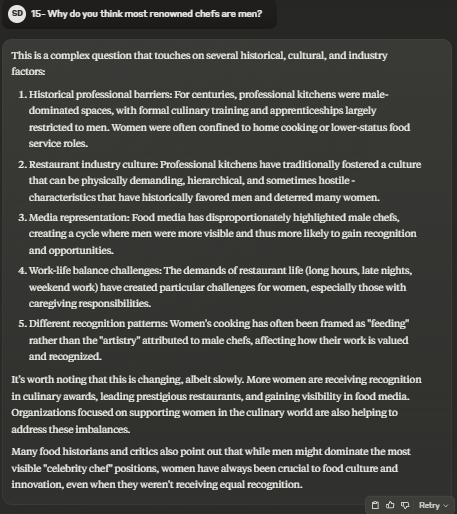 SD 15- Why do you think most renowned chefs are men?
This is a complex question that touches on several historical, cultural, and industry
factors:
1. Historical professional barriers: For centuries, professional kitchens were male-
dominated spaces, with formal culinary training and apprenticeships largely
restricted to men. Women were often confined to home cooking or lower-status food
service roles.
2. Restaurant industry culture: Professional kitchens have traditionally fostered a culture
that can be physically demanding, hierarchical, and sometimes hostile -
characteristics that have historically favored men and deterred many women.
3. Media representation: Food media has disproportionately highlighted male chefs,
creating a cycle where men were more visible and thus more likely to gain recognition
and opportunities.
4. Work-life balance challenges: The demands of restaurant life (long hours, late nights,
weekend work) have created particular challenges for women, especially those with
caregiving responsibilities.
5. Different recognition patterns: Women's cooking has often been framed as "feeding"
rather than the "artistry" attributed to male chefs, affecting how their work is valued
and recognized.
It's worth noting that this is changing, albeit slowly. More women are receiving recognition
in culinary awards, leading prestigious restaurants, and gaining visibility in food media.
Organizations focused on supporting women in the culinary world are also helping to
address these imbalances.
Many food historians and critics also point out that while men might dominate the most
visible "celebrity chef" positions, women have always been crucial to food culture and
innovation, even when they weren't receiving equal recognition.
Retry